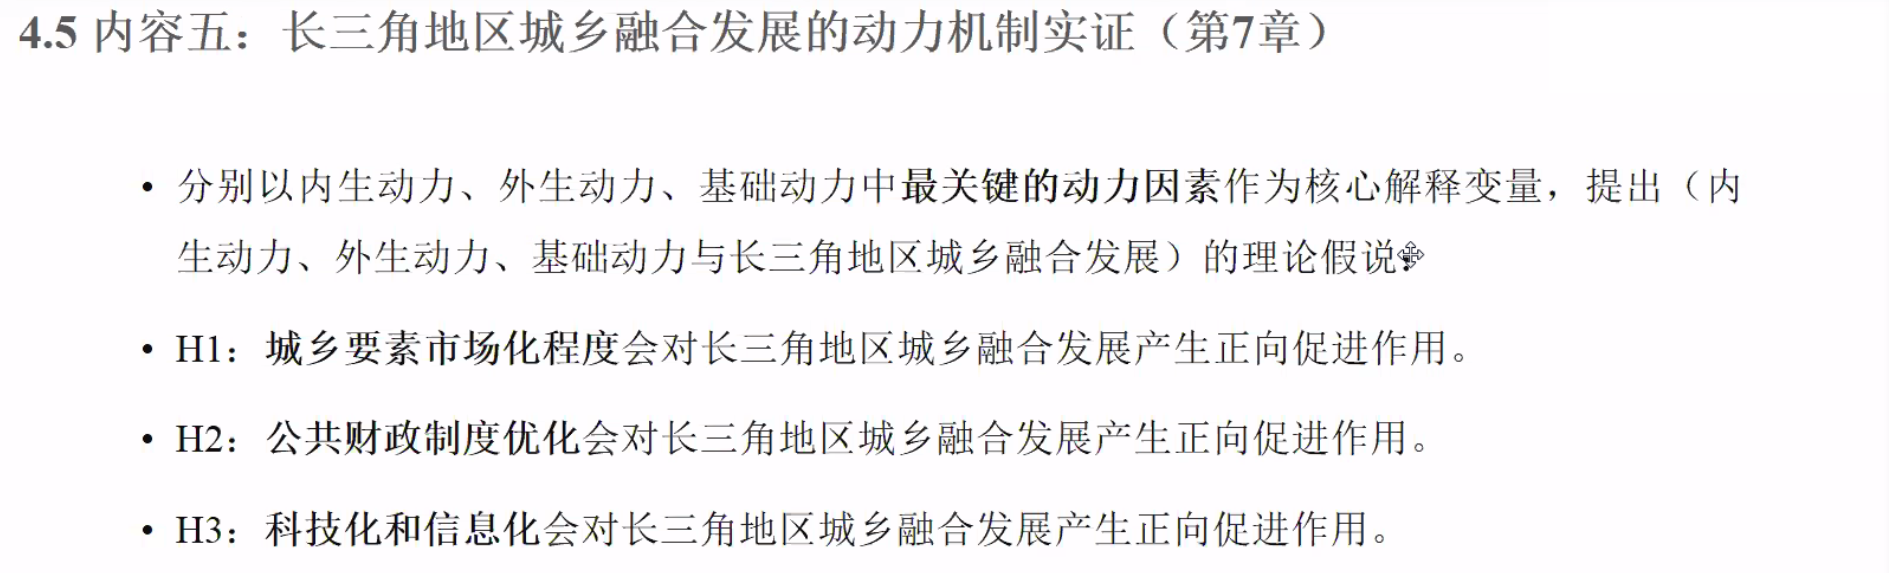 4.5 内容五：长三角地区城乡融合发展的动力机制实证（第7章）
• 分别以内生动力、外生动力、基础动力中最关键的动力因素作为核心解释变量，提出（内
生动力、外生动力、基础动力与长三角地区城乡融合发展）的理论假说
• H1：城乡要素市场化程度会对长三角地区城乡融合发展产生正向促进作用。
• H2：公共财政制度优化会对长三角地区城乡融合发展产生正向促进作用。
• H3：科技化和信息化会对长三角地区城乡融合发展产生正向促进作用。